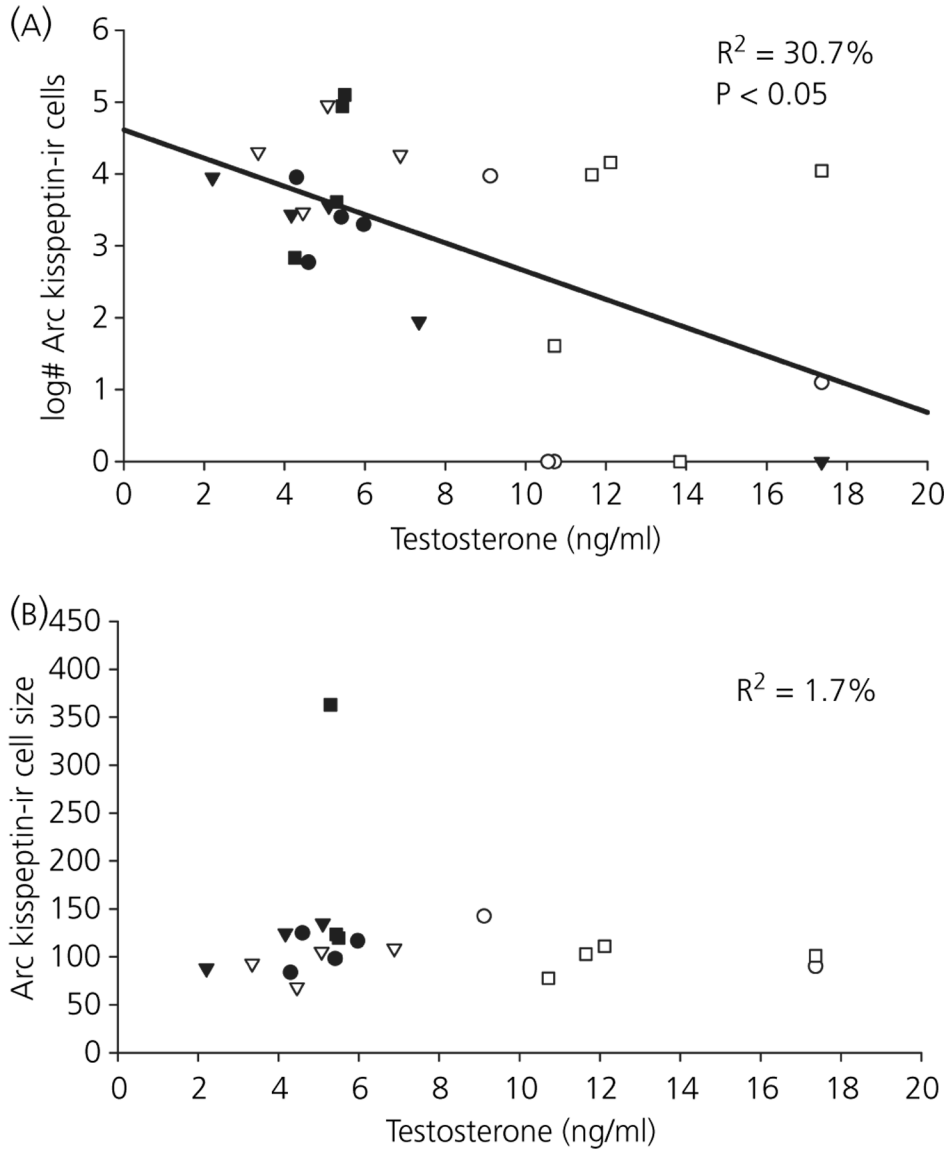 (A)
6
5
4
3
2
1
0
log# Arc kisspeptin-ir cells
R² = 30.7%
P < 0.05
0 2 4 6 8 10 12 14 16 18 20
Testosterone (ng/ml)
(B)
450
400
350
300
250
200
150
100
50
0
Arc kisspeptin-ir cell size
R² = 1.7%
0 2 4 6 8 10 12 14 16 18 20
Testosterone (ng/ml)